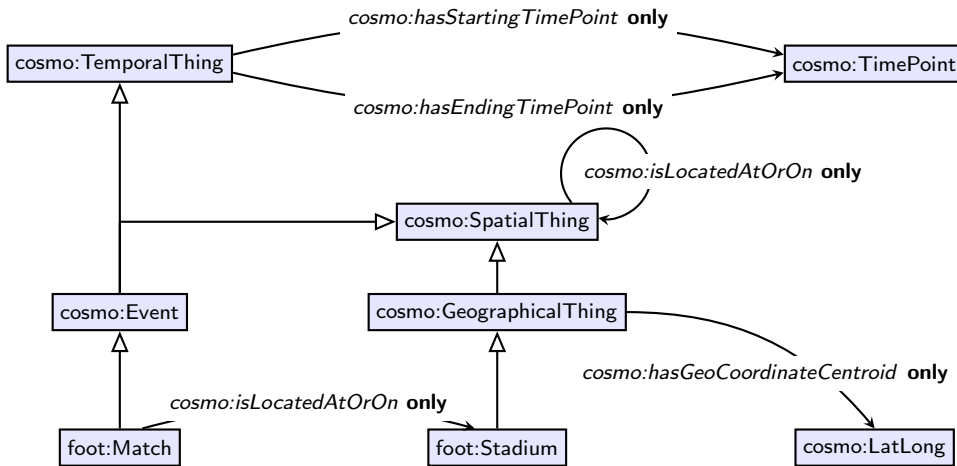 cosmo:hasStartingTimePoint only
cosmo:TemporalThing
cosmo:TimePoint
cosmo:hasEndingTimePoint only
cosmo:isLocatedAtOrOn only
cosmo:SpatialThing
cosmo:Event
cosmo:GeographicalThing
cosmo:hasGeoCoordinateCentroid only
cosmo:isLocatedAtOrOn only
foot:Match
foot:Stadium
cosmo:LatLong